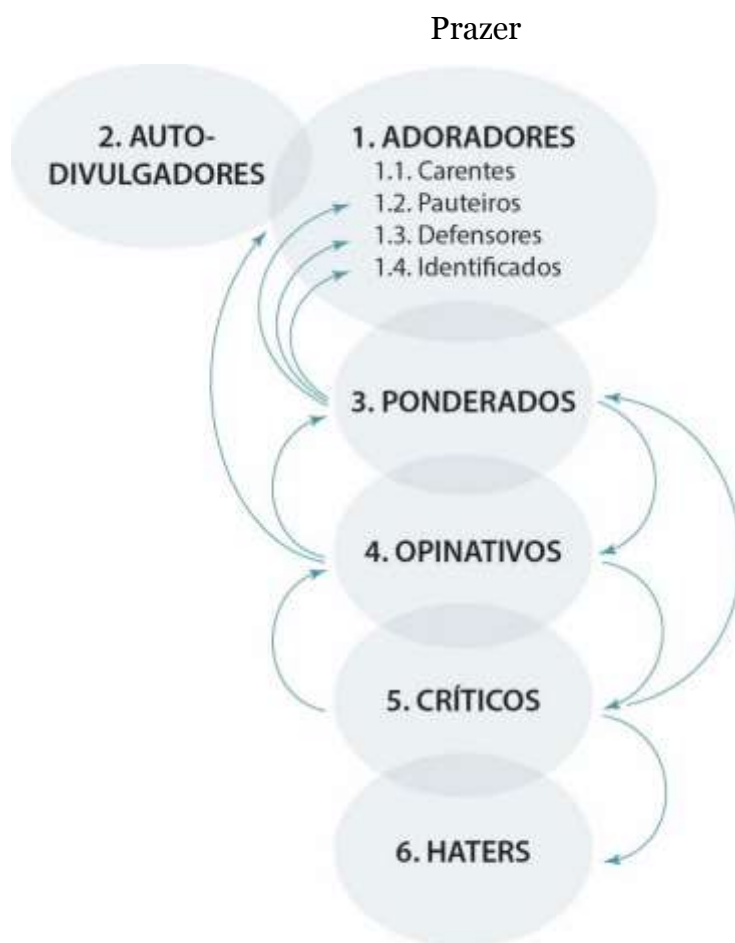 Prazer
2. AUTO-
DIVULGADORES
1. ADORADORES
1.1. Carentes
1.2. Pauteiros
1.3. Defensores
1.4. Identificados
3. PONDERADOS
4. OPINATIVOS
5. CRÍTICOS
6. HATERS